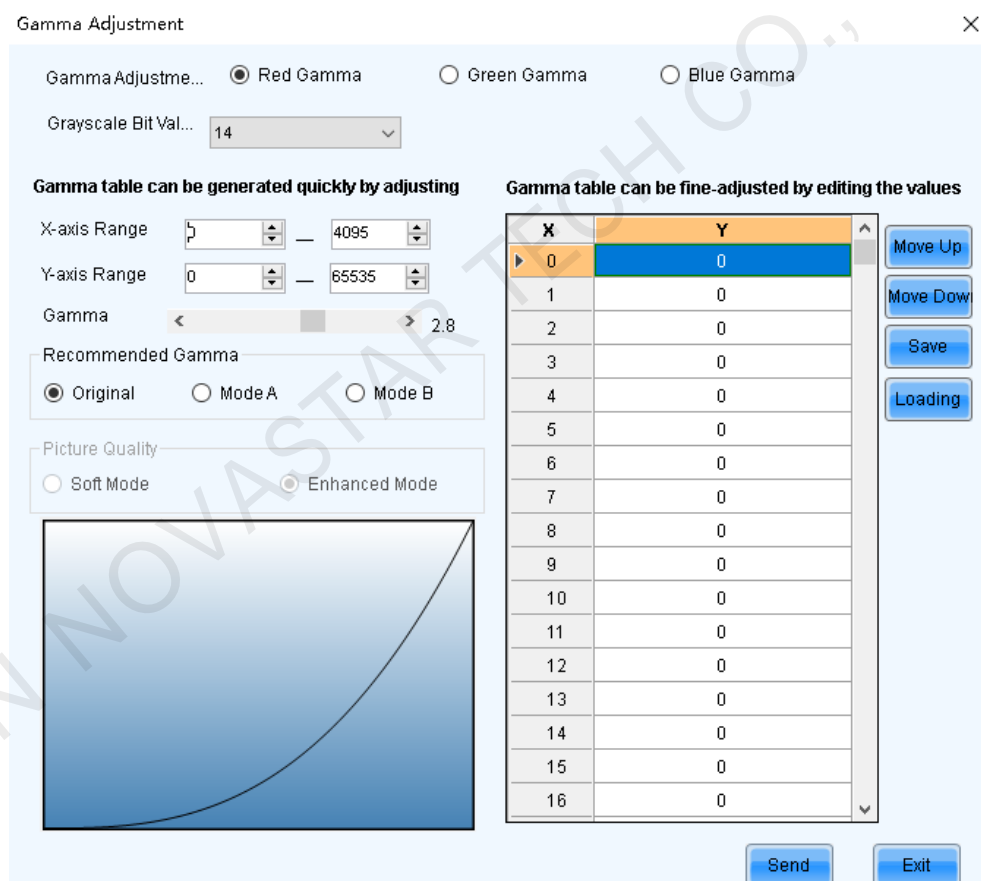 Gamma Adjustment
Gamma Adjustme... Red Gamma Green Gamma Blue Gamma
Grayscale Bit Val... 14
Gamma table can be generated quickly by adjusting
X-axis Range — 4095
Y-axis Range 0 — 65535
Gamma 2.8
Recommended Gamma
Original Mode A Mode B
Picture Quality
Soft Mode Enhanced Mode
Gamma table can be fine-adjusted by editing the values
X Y
0 0
1 0
2 0
3 0
4 0
5 0
6 0
7 0
8 0
9 0
10 0
11 0
12 0
13 0
14 0
15 0
16 0
Move Up
Move Dow
Save
Loading
Send Exit
N NOVASTAR TECH CO.,